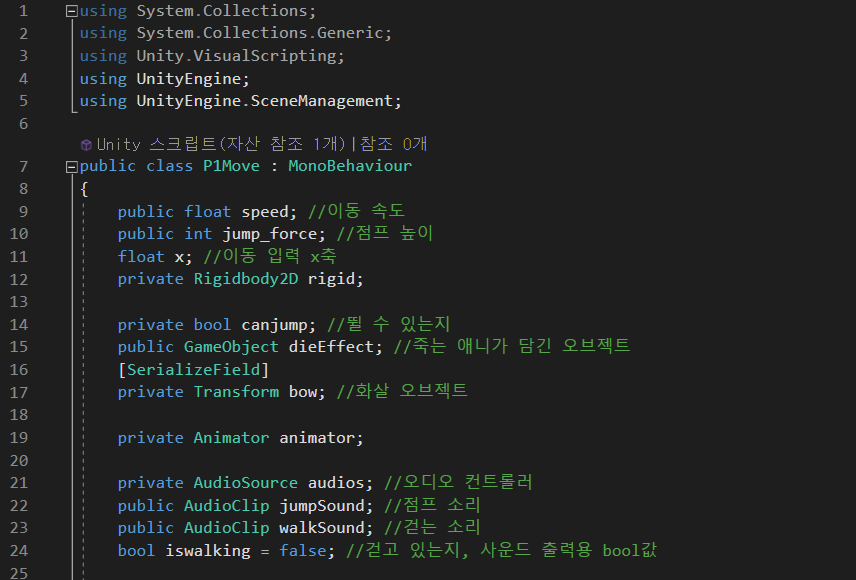 1 using System.Collections;
2 using System.Collections.Generic;
3 using Unity.VisualScripting;
4 using UnityEngine;
5 using UnityEngine.SceneManagement;
6
Unity 스크립트(자산 참조 1개)|참조 0개
7 public class P1Move : MonoBehaviour
8 {
9 public float speed; //이동 속도
10 public int jump_force; //점프 높이
11 float x; //이동 입력 x축
12 private Rigidbody2D rigid;
13
14 private bool canjump; //뛸 수 있는지
15 public GameObject dieEffect; //죽는 애니가 담긴 오브젝트
16 [SerializeField]
17 private Transform bow; //화살 오브젝트
18
19 private Animator animator;
20
21 private AudioSource audios; //오디오 컨트롤러
22 public AudioClip jumpSound; //점프 소리
23 public AudioClip walkSound; //걷는 소리
24 bool iswalking = false; //걷고 있는지, 사운드 출력용 bool값
25